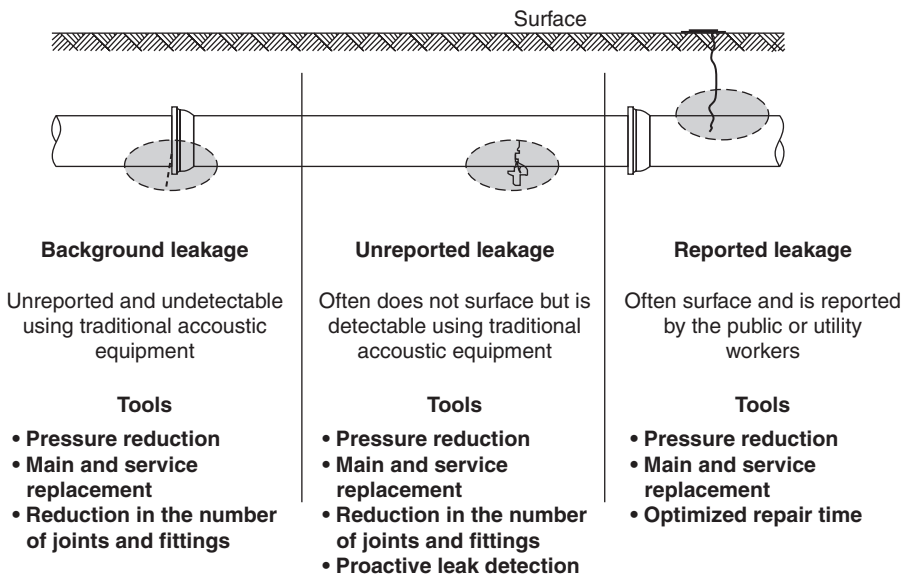 Surface
Background leakage
Unreported and undetectable
using traditional accoustic
equipment
Tools
• Pressure reduction
• Main and service
replacement
• Reduction in the number
of joints and fittings
Unreported leakage
Often does not surface but is
detectable using traditional
accoustic equipment
Tools
• Pressure reduction
• Main and service
replacement
• Reduction in the number
of joints and fittings
• Proactive leak detection
Reported leakage
Often surface and is reported
by the public or utility
workers
Tools
• Pressure reduction
• Main and service
replacement
• Optimized repair time